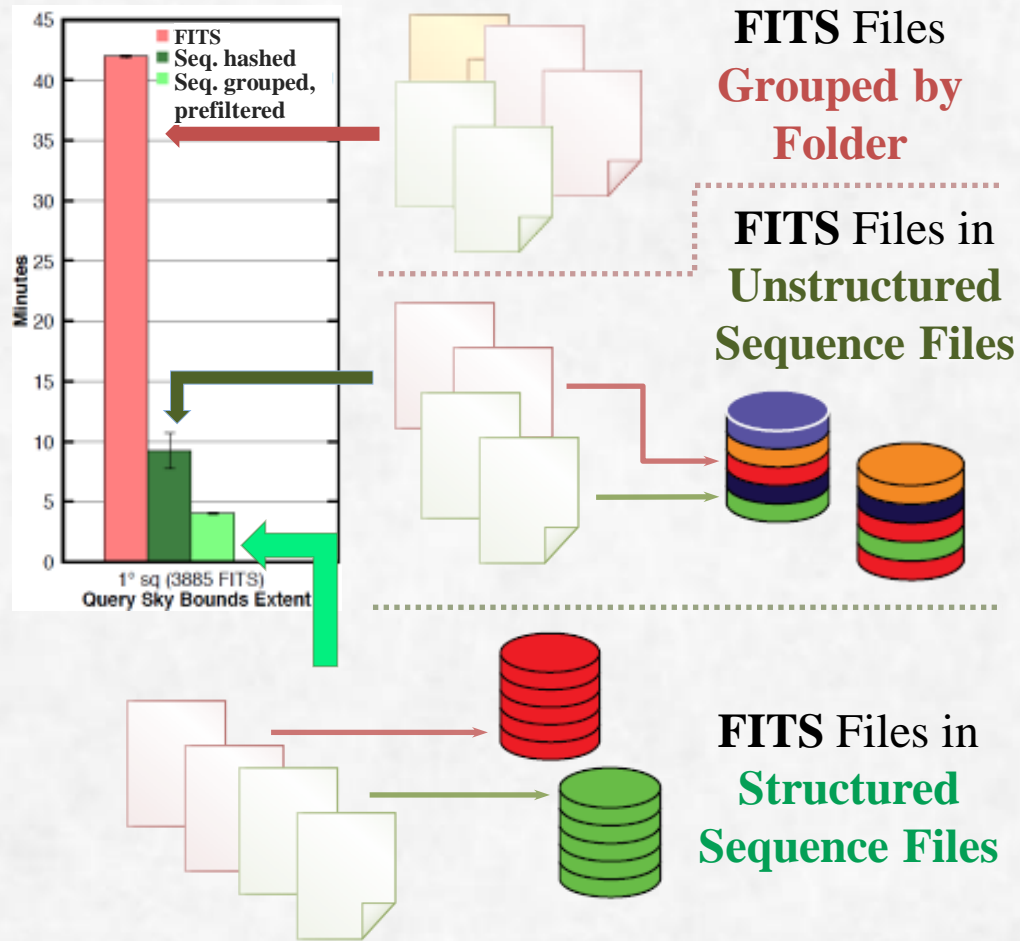 45
40
35
30
25
20
15
10
5
0
Minutes
FITS
Seq. hashed
Seq. grouped,
prefiltered
1° sq (3885 FITS)
Query Sky Bounds Extent
FITS Files
Grouped by
Folder
FITS Files in
Unstructured
Sequence Files
FITS Files in
Structured
Sequence Files